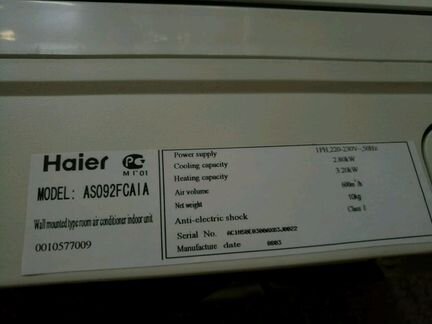 Haier
PC
MT01
MODEL: AS092FCAIA
Wall mounted type room air conditioner indoor unit
0010577009
Power supply 1PH,220-230V~,50Hz
Cooling capacity 2.80kW
Heating capacity 3.20kW
Air volume 600m³/h
Net weight 10kg
Anti-electric shock Class I
Serial No.
Manufacture date